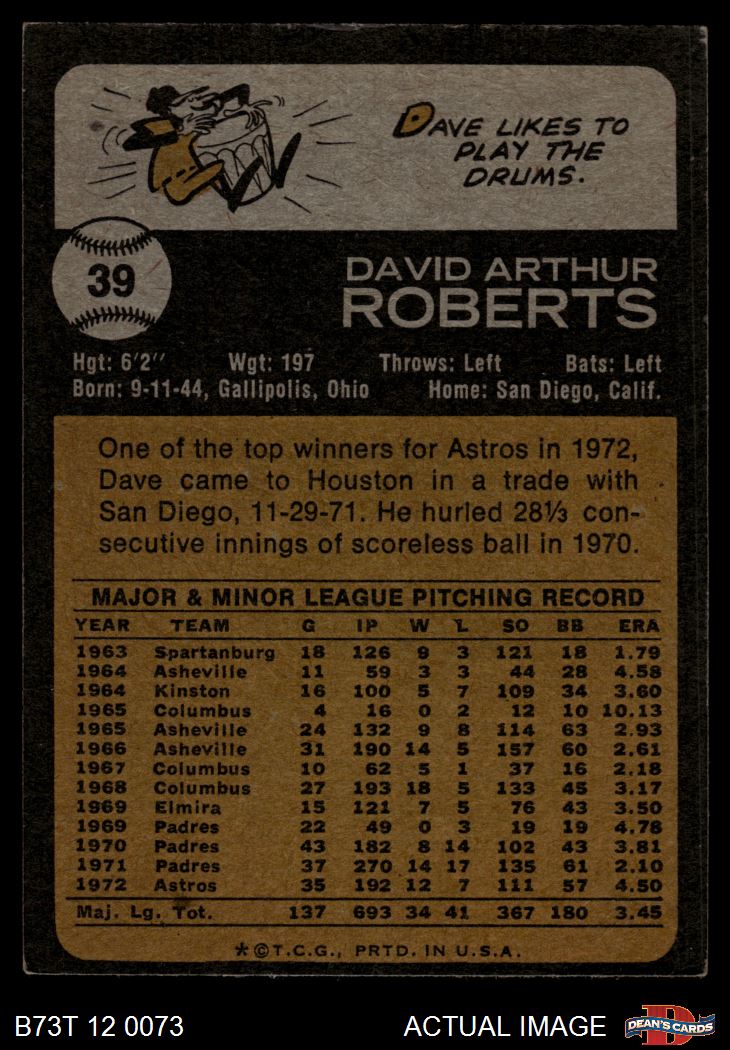 DAVE LIKES TO
PLAY THE
DRUMS.
39
DAVID ARTHUR
ROBERTS
Hgt: 6'2" Wgt: 197 Throws: Left Bats: Left
Born: 9-11-44, Gallipolis, Ohio Home: San Diego, Calif.
One of the top winners for Astros in 1972,
Dave came to Houston in a trade with
San Diego, 11-29-71. He hurled 28⅓ con-
secutive innings of scoreless ball in 1970.
MAJOR & MINOR LEAGUE PITCHING RECORD
YEAR TEAM G IP W L SO BB ERA
1963 Spartanburg 18 126 9 3 121 18 1.79
1964 Asheville 11 59 3 3 44 28 4.58
1964 Kinston 16 100 5 7 109 34 3.60
1965 Columbus 4 16 0 2 12 10 10.13
1965 Asheville 24 132 9 8 114 63 2.93
1966 Asheville 31 190 14 5 157 60 2.61
1967 Columbus 10 62 5 1 37 16 2.18
1968 Columbus 27 193 18 5 133 45 3.17
1969 Elmira 15 121 7 5 76 43 3.50
1969 Padres 22 49 0 3 19 19 4.78
1970 Padres 43 182 8 14 102 43 3.81
1971 Padres 37 270 14 17 135 61 2.10
1972 Astros 35 192 12 7 111 57 4.50
Maj. Lg. Tot. 137 693 34 41 367 180 3.45
*©T.C.G., PRTD. IN U.S.A.
B73T 12 0073 ACTUAL IMAGE D DEAN'S CARDS